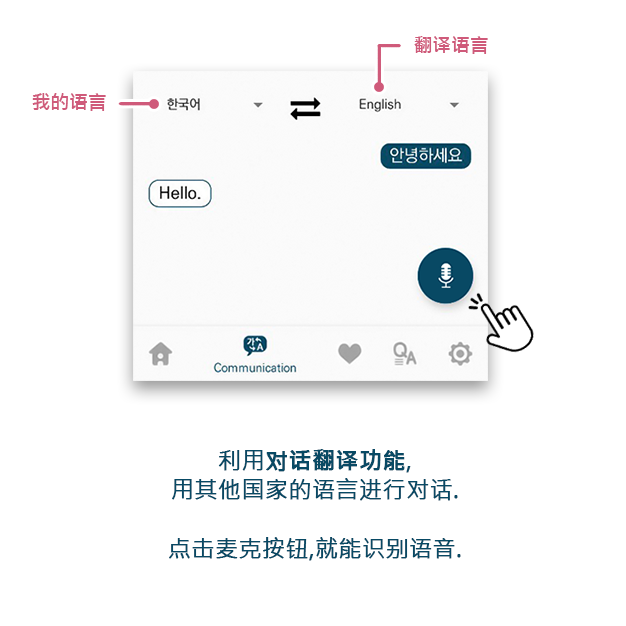 翻译语言
我的语言
한국어
English
안녕하세요
Hello.
가
A
Communication
QA
利用对话翻译功能,
用其他国家的语言进行对话.
点击麦克按钮,就能识别语音.